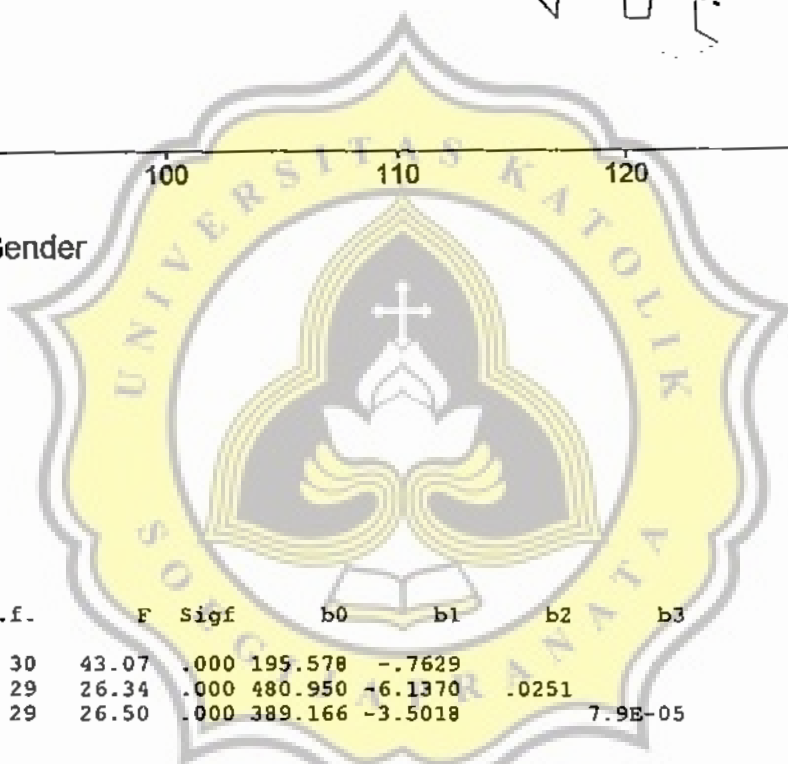 100 110 120
Gender
UNIVERSITAS KATOLIK
SOEGIJAPRANATA
.f. F Sigf b0 b1 b2 b3
30 43.07 .000 195.578 -.7629
29 26.34 .000 480.950 -6.1370 .0251
29 26.50 .000 389.166 -3.5018 7.9E-05